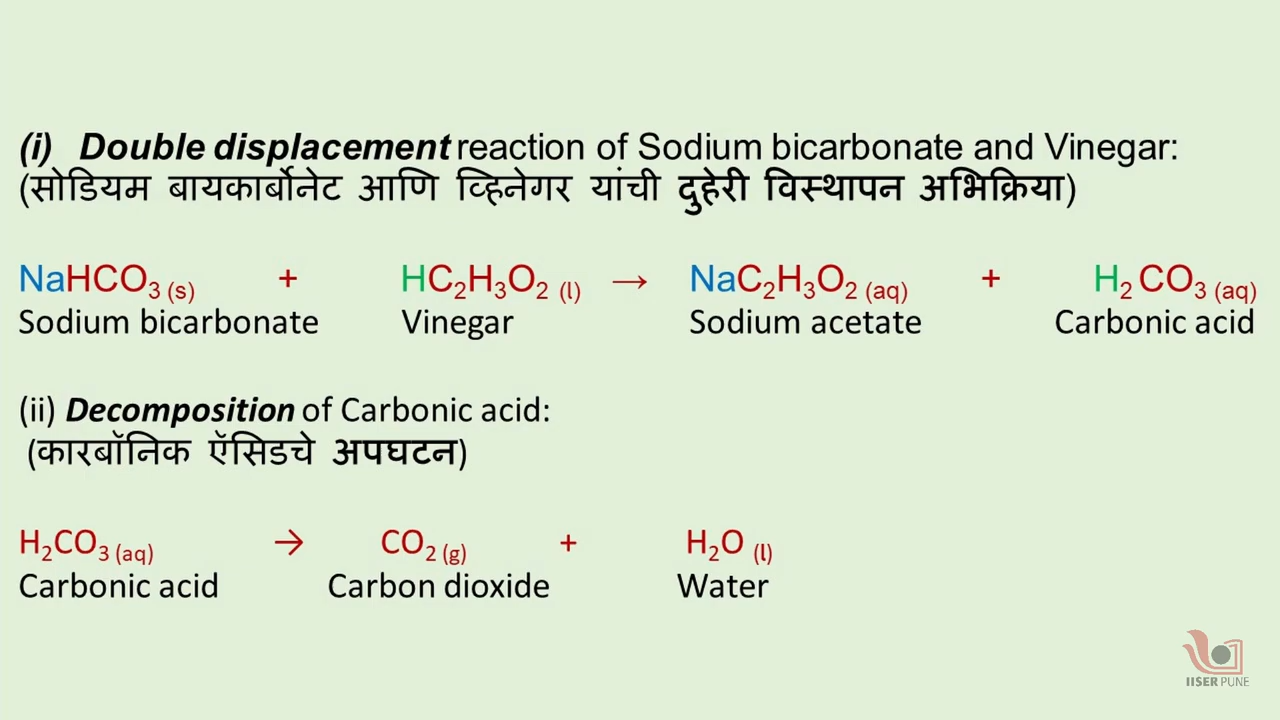 (i) Double displacement reaction of Sodium bicarbonate and Vinegar:
(सोडियम बायकार्बोनेट आणि व्हिनेगर यांची दुहेरी विस्थापन अभिक्रिया)
NaHCO₃ (s) + HC₂H₃O₂ (l) → NaC₂H₃O₂ (aq) + H₂ CO₃ (aq)
Sodium bicarbonate Vinegar Sodium acetate Carbonic acid
(ii) Decomposition of Carbonic acid:
(कारबॉनिक ऍसिडचे अपघटन)
H₂CO₃ (aq) → CO₂ (g) + H₂O (l)
Carbonic acid Carbon dioxide Water
IISER PUNE